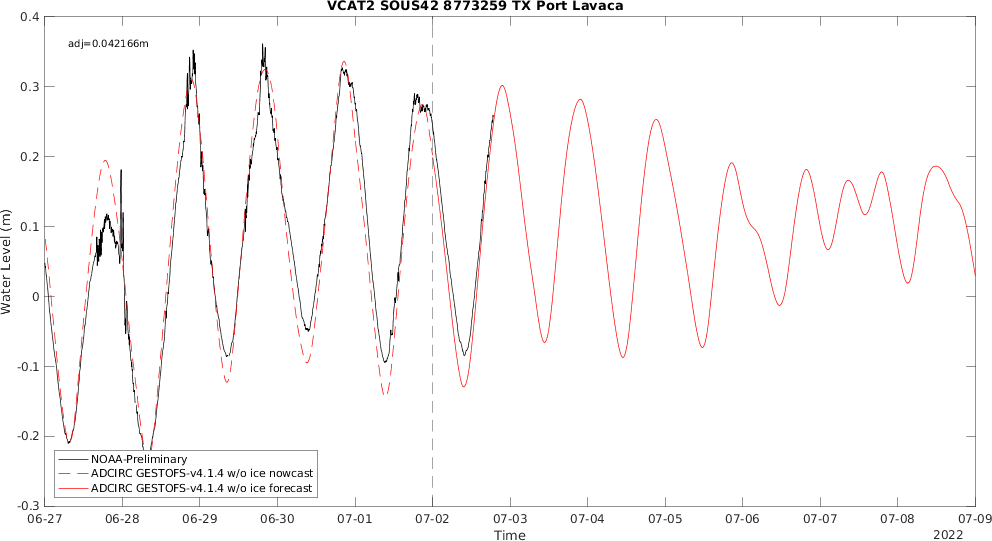 VCAT2 SOUS42 8773259 TX Port Lavaca
adj=0.042166m
Water Level (m)
0.4
0.3
0.2
0.1
0
-0.1
-0.2
-0.3
NOAA-Preliminary
ADCIRC GESTOFS-v4.1.4 w/o ice nowcast
ADCIRC GESTOFS-v4.1.4 w/o ice forecast
06-27 06-28 06-29 06-30 07-01 07-02 07-03 07-04 07-05 07-06 07-07 07-08 07-09
Time
2022